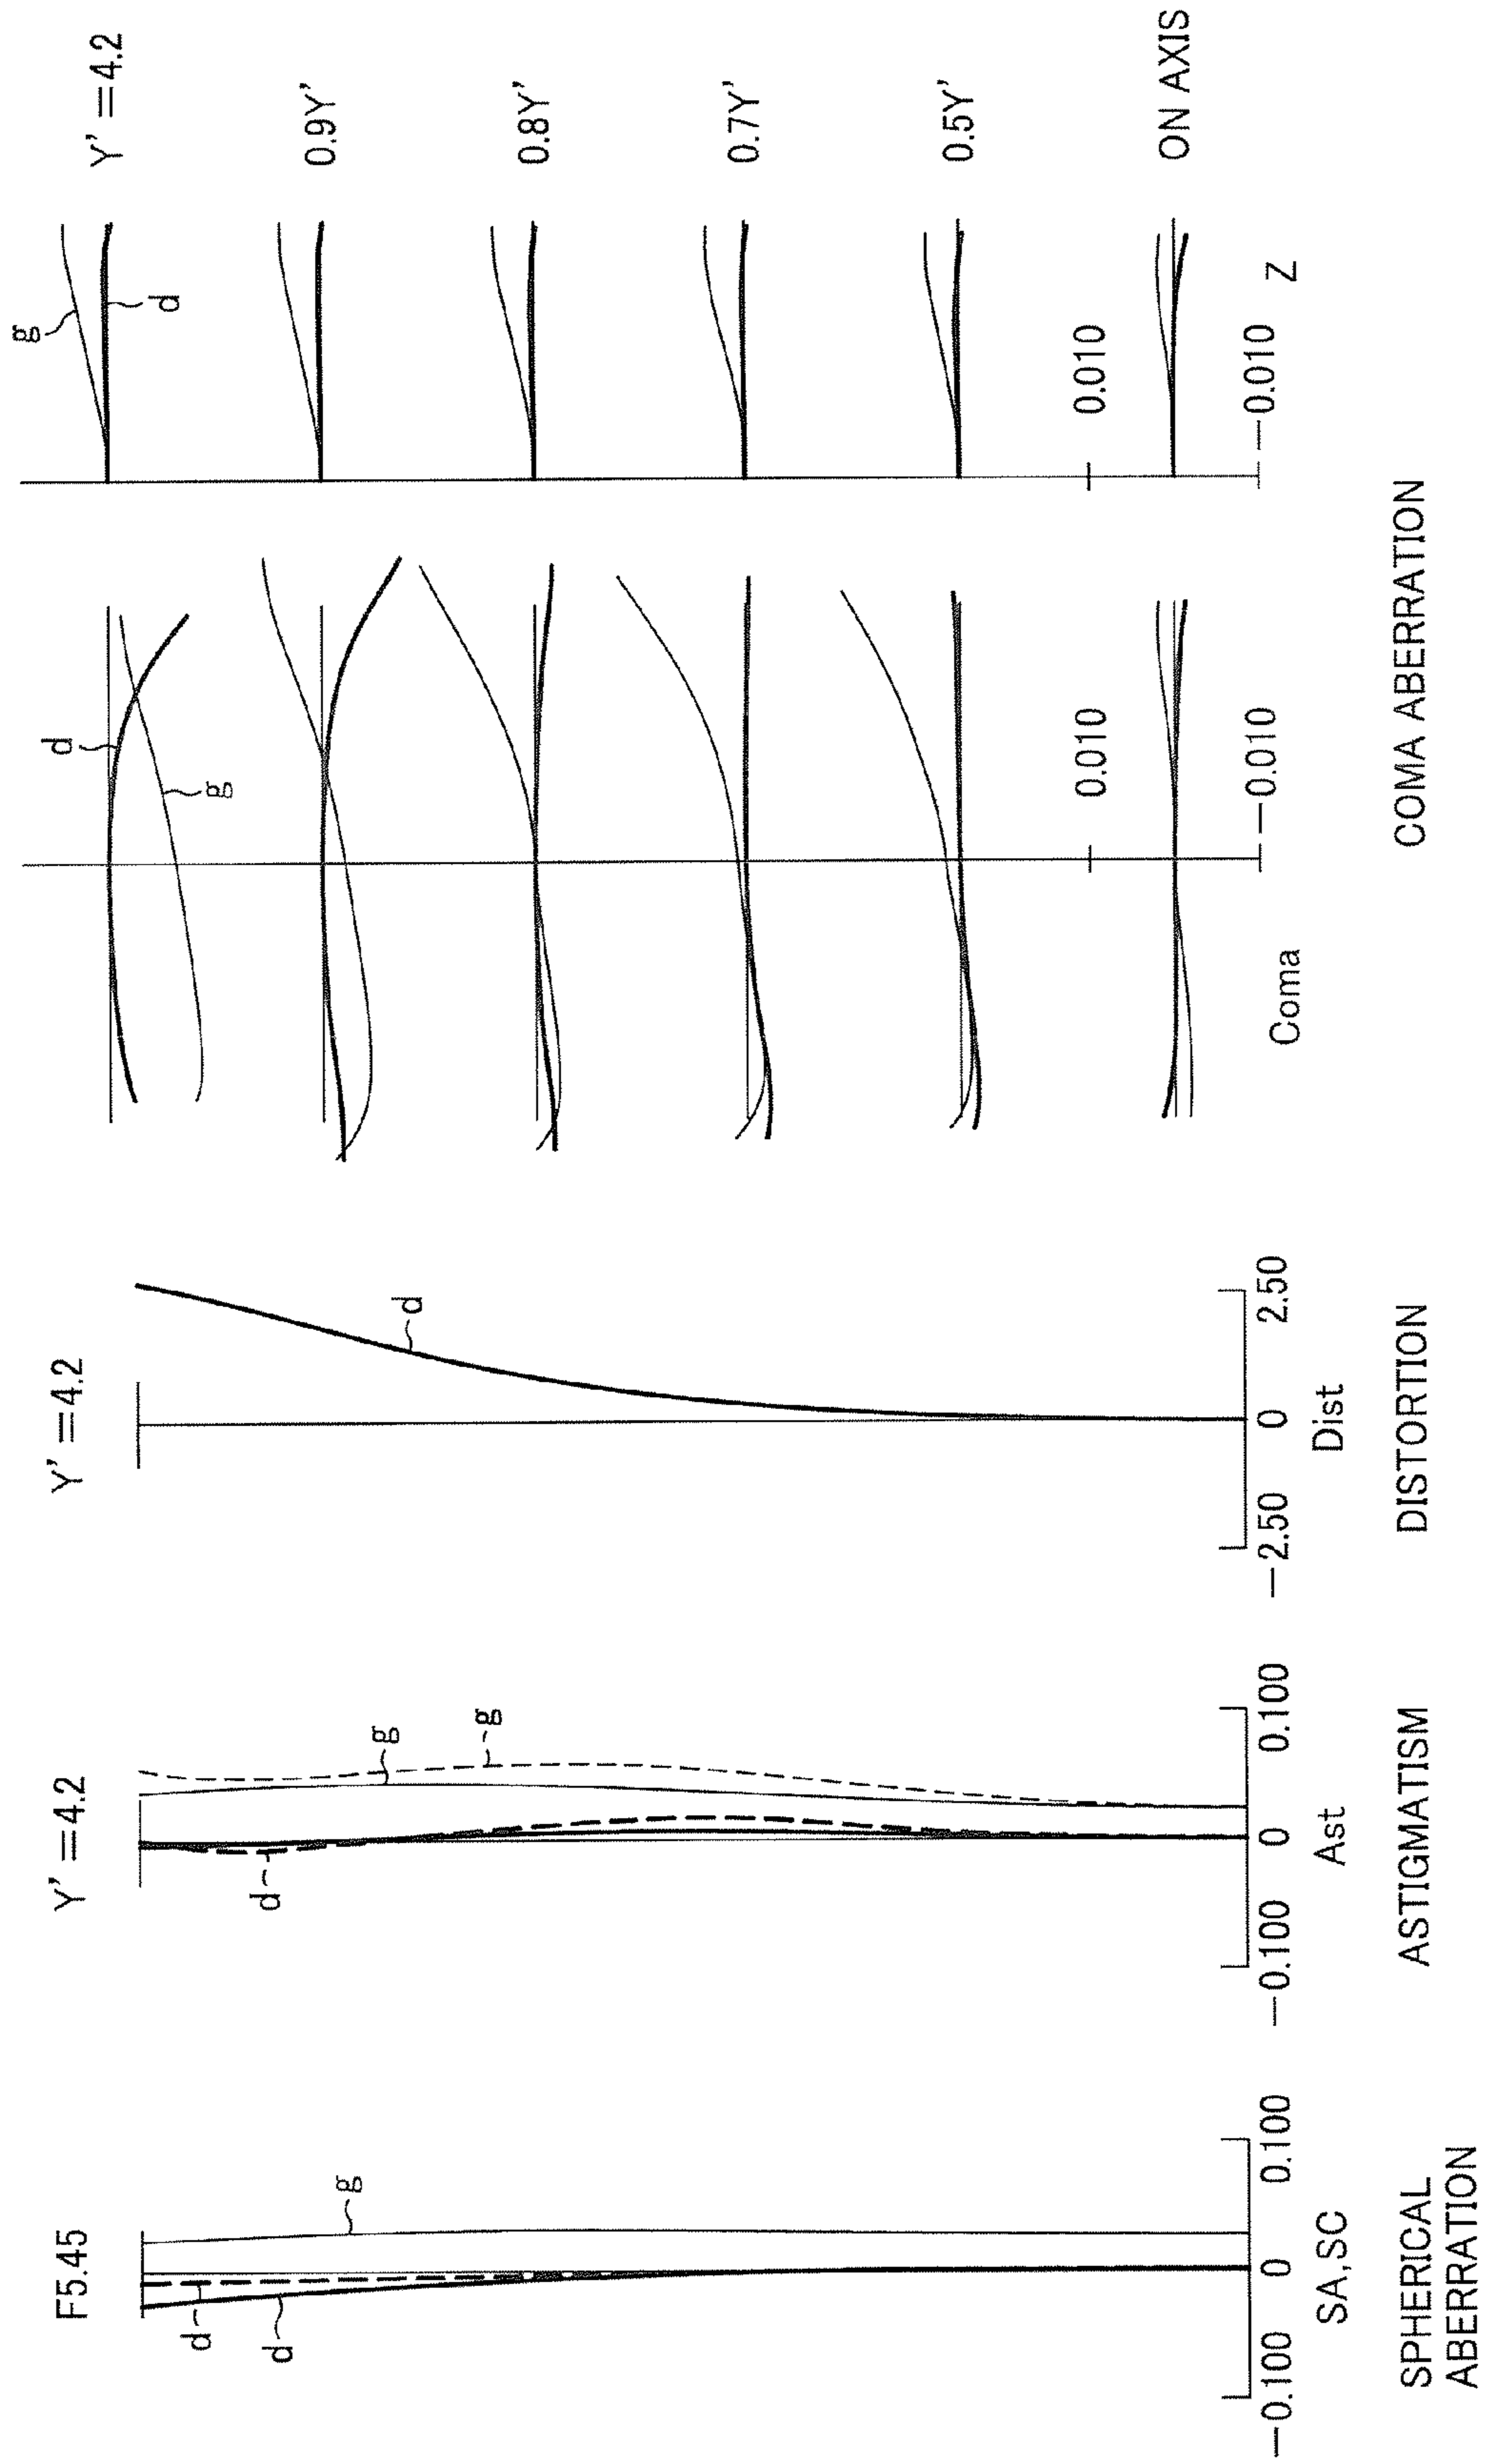 F5.45
g
d
d
−0.100 0 0.100
SA,SC
SPHERICAL
ABERRATION
Y' =4.2
g
g
d
−0.100 0 0.100
Ast
ASTIGMATISM
Y' =4.2
d
−2.50 0 2.50
Dist
DISTORTION
d
g
0.010
−0.010
Coma
g
d
0.010
−0.010
Z
Y' =4.2
0.9Y'
0.8Y'
0.7Y'
0.5Y'
ON AXIS
COMA ABERRATION